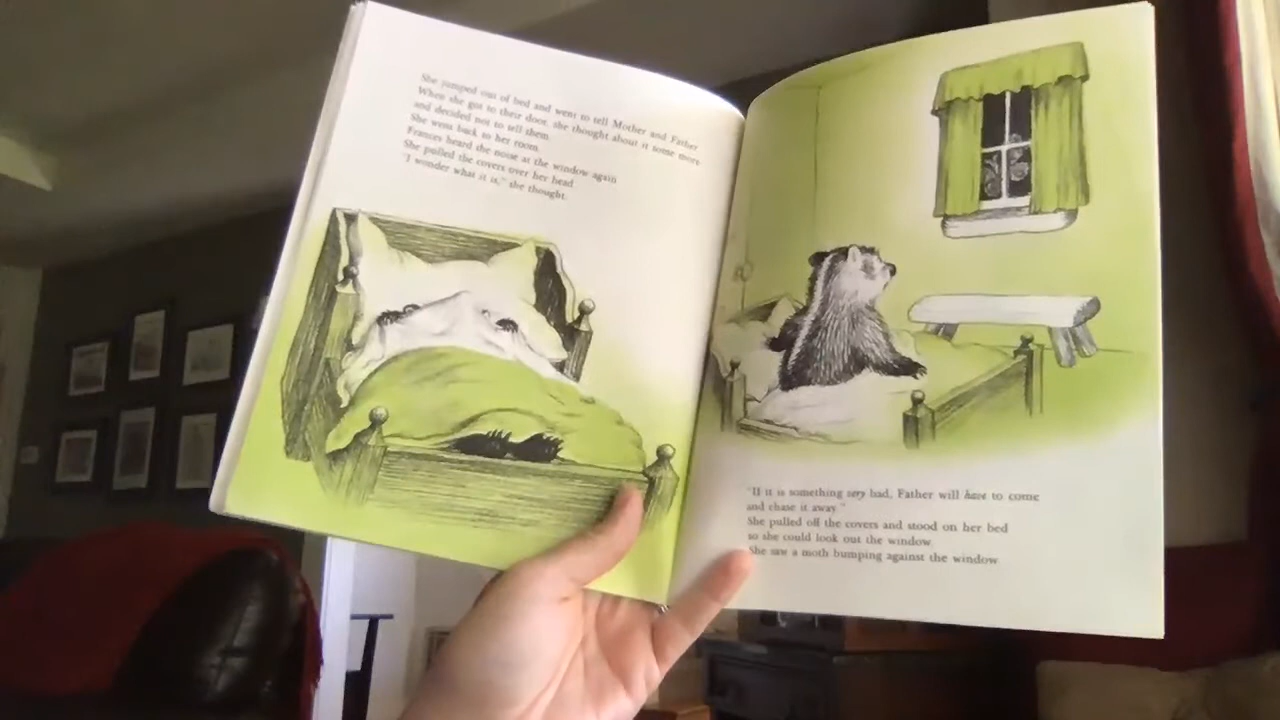 She jumped out of bed and went to tell Mother and Father.
When she got to their door, she thought about it some more
and decided not to tell them.
She went back to her room.
Frances heard the noise at the window again.
She pulled the covers over her head.
"I wonder what it is," she thought.
"If it is something very bad, Father will have to come
and chase it away."
She pulled off the covers and stood on her bed
so she could look out the window.
She saw a moth bumping against the window.